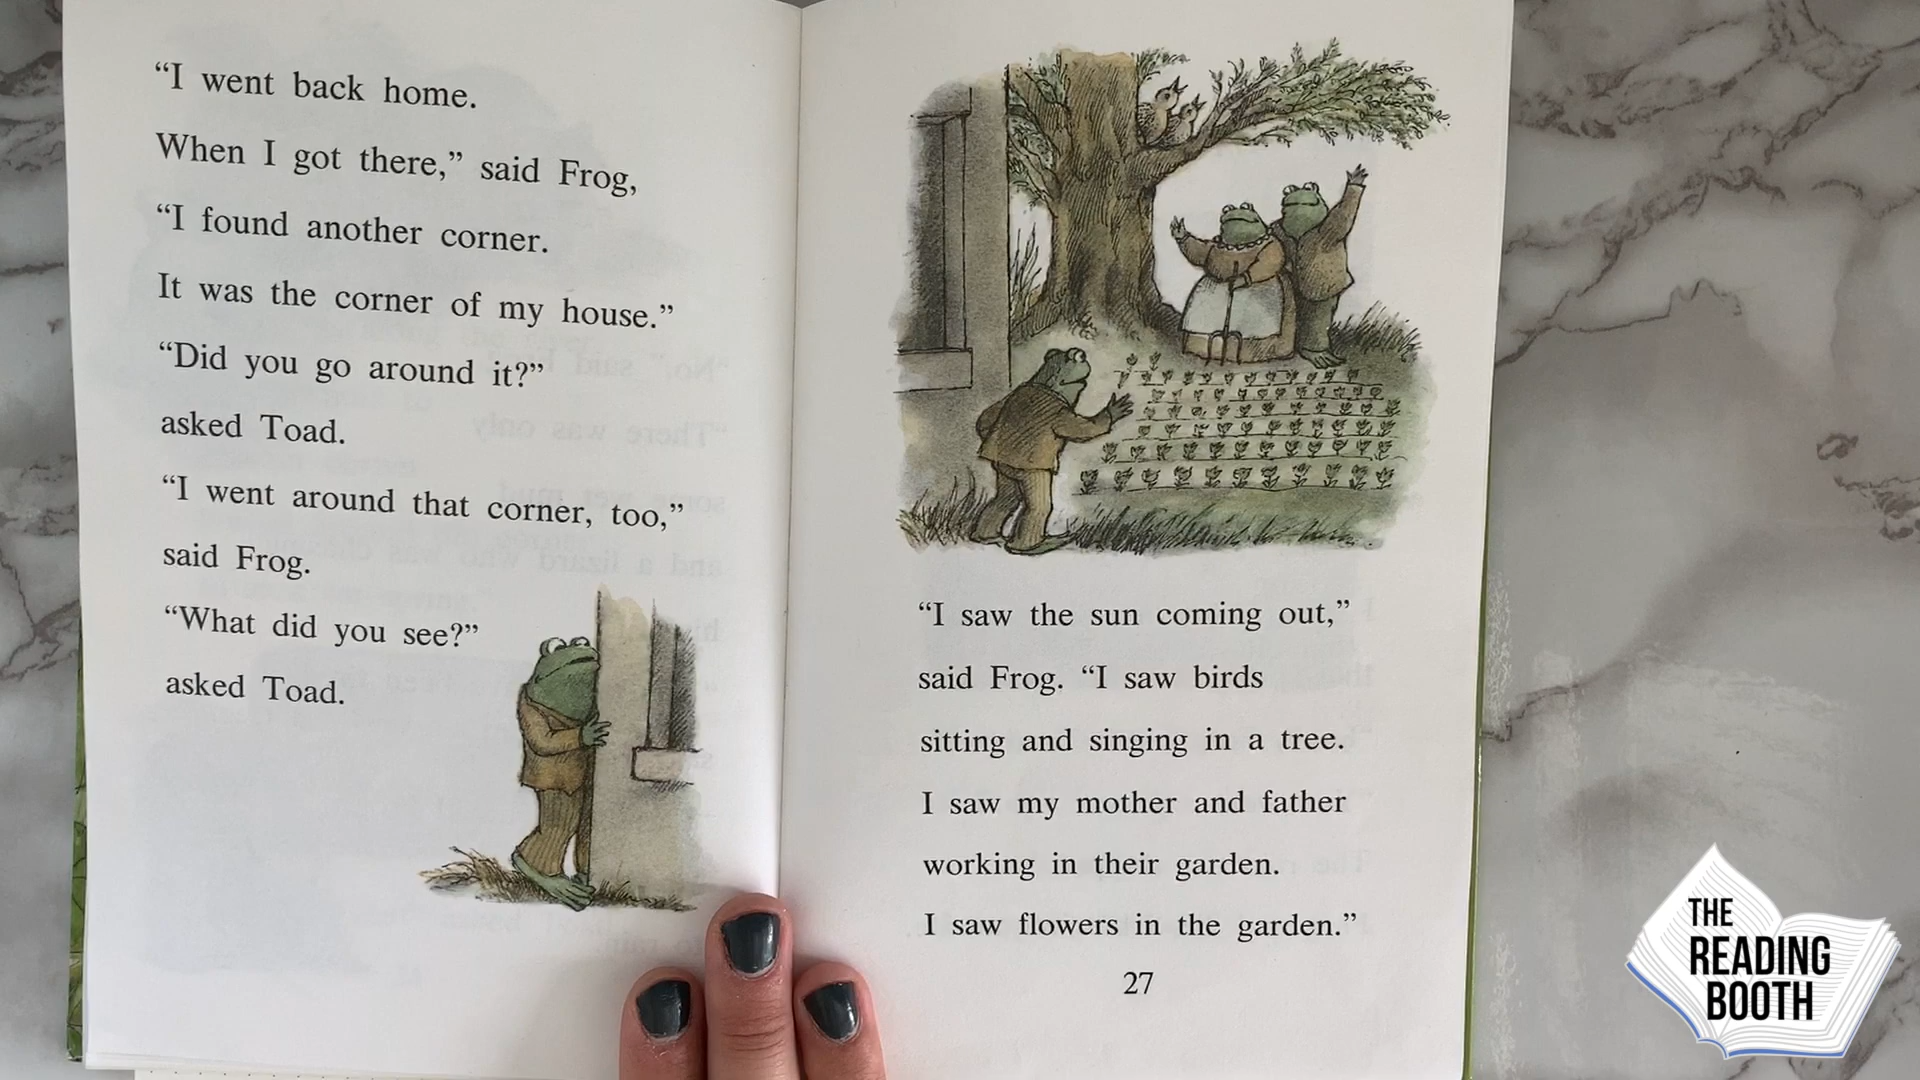 “I went back home.
When I got there,” said Frog,
“I found another corner.
It was the corner of my house.”
“Did you go around it?”
asked Toad.
“I went around that corner, too,”
said Frog.
“What did you see?”
asked Toad.
“I saw the sun coming out,”
said Frog. “I saw birds
sitting and singing in a tree.
I saw my mother and father
working in their garden.
I saw flowers in the garden.”
27
THE
READING
BOOTH